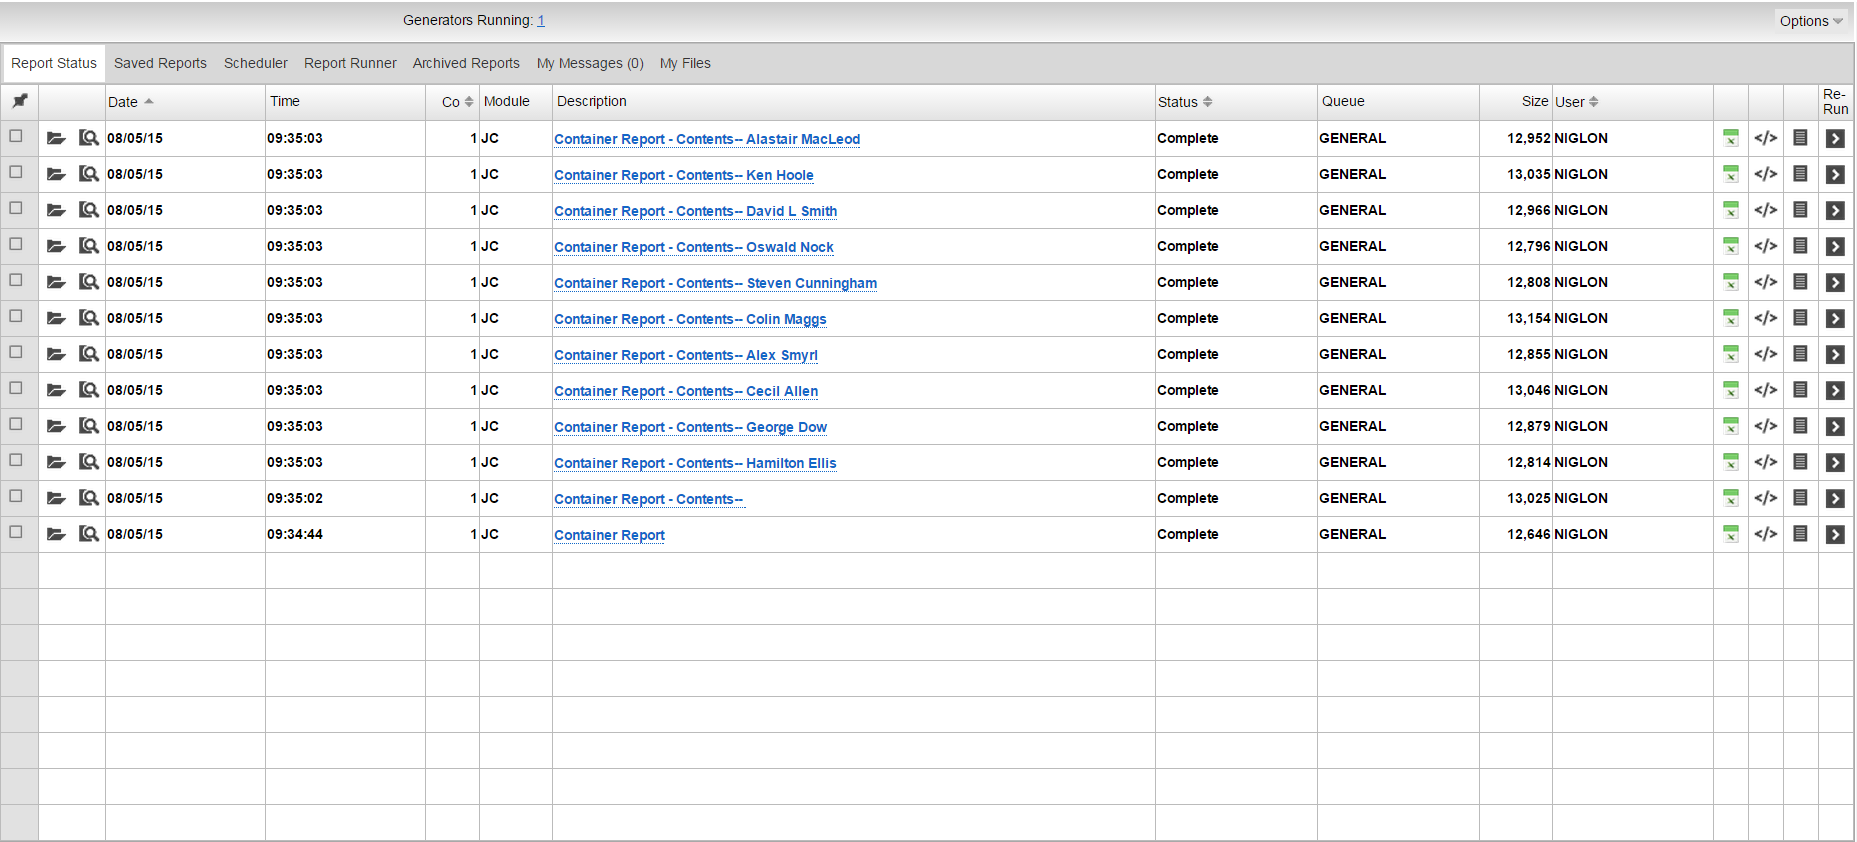 Generators Running: 1
Options
Report Status Saved Reports Scheduler Report Runner Archived Reports My Messages (0) My Files
Date Time Co Module Description Status Queue Size User Re-Run
08/05/15 09:35:03 1 JC Container Report - Contents-- Alastair MacLeod Complete GENERAL 12,952 NIGLON </>
08/05/15 09:35:03 1 JC Container Report - Contents-- Ken Hoole Complete GENERAL 13,035 NIGLON </>
08/05/15 09:35:03 1 JC Container Report - Contents-- David L Smith Complete GENERAL 12,966 NIGLON </>
08/05/15 09:35:03 1 JC Container Report - Contents-- Oswald Nock Complete GENERAL 12,796 NIGLON </>
08/05/15 09:35:03 1 JC Container Report - Contents-- Steven Cunningham Complete GENERAL 12,808 NIGLON </>
08/05/15 09:35:03 1 JC Container Report - Contents-- Colin Maggs Complete GENERAL 13,154 NIGLON </>
08/05/15 09:35:03 1 JC Container Report - Contents-- Alex Smyrl Complete GENERAL 12,855 NIGLON </>
08/05/15 09:35:03 1 JC Container Report - Contents-- Cecil Allen Complete GENERAL 13,046 NIGLON </>
08/05/15 09:35:03 1 JC Container Report - Contents-- George Dow Complete GENERAL 12,879 NIGLON </>
08/05/15 09:35:03 1 JC Container Report - Contents-- Hamilton Ellis Complete GENERAL 12,814 NIGLON </>
08/05/15 09:35:02 1 JC Container Report - Contents-- Complete GENERAL 13,025 NIGLON </>
08/05/15 09:34:44 1 JC Container Report Complete GENERAL 12,646 NIGLON </>